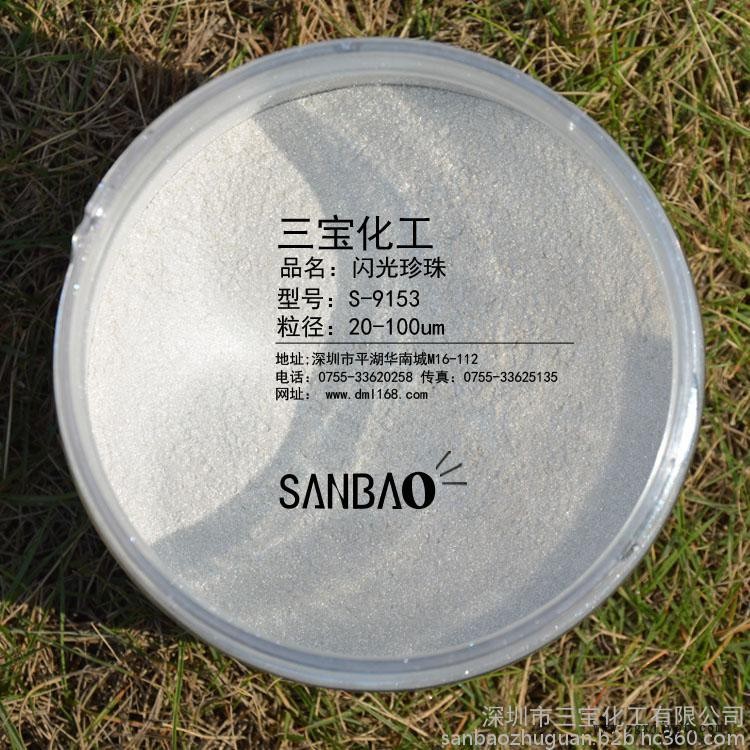 三宝化工
品名：闪光珍珠
型号：S-9153
粒径：20-100um
地址:深圳市平湖华南城M16-112
电话：0755-33620258 传真：0755-33625135
网址： www.dml168.com
SANBAO
深圳市三宝化工有限公司
sanbaozhuguan.b2b.hc360.com